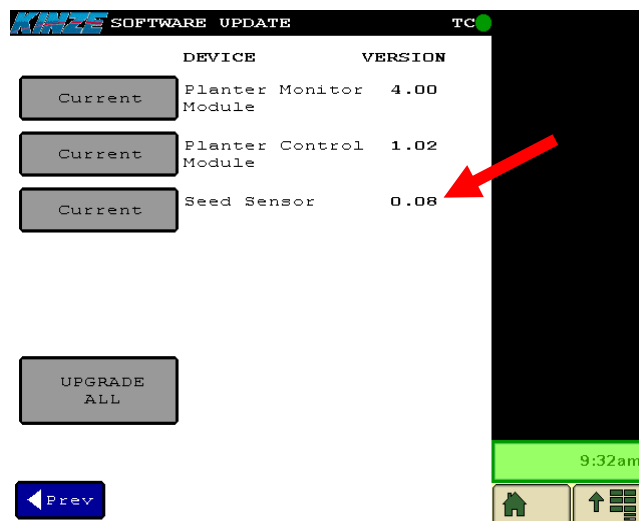 KINZE SOFTWARE UPDATE TC
DEVICE VERSION
Current Planter Monitor Module 4.00
Current Planter Control Module 1.02
Current Seed Sensor 0.08
UPGRADE
ALL
9:32am
Prev